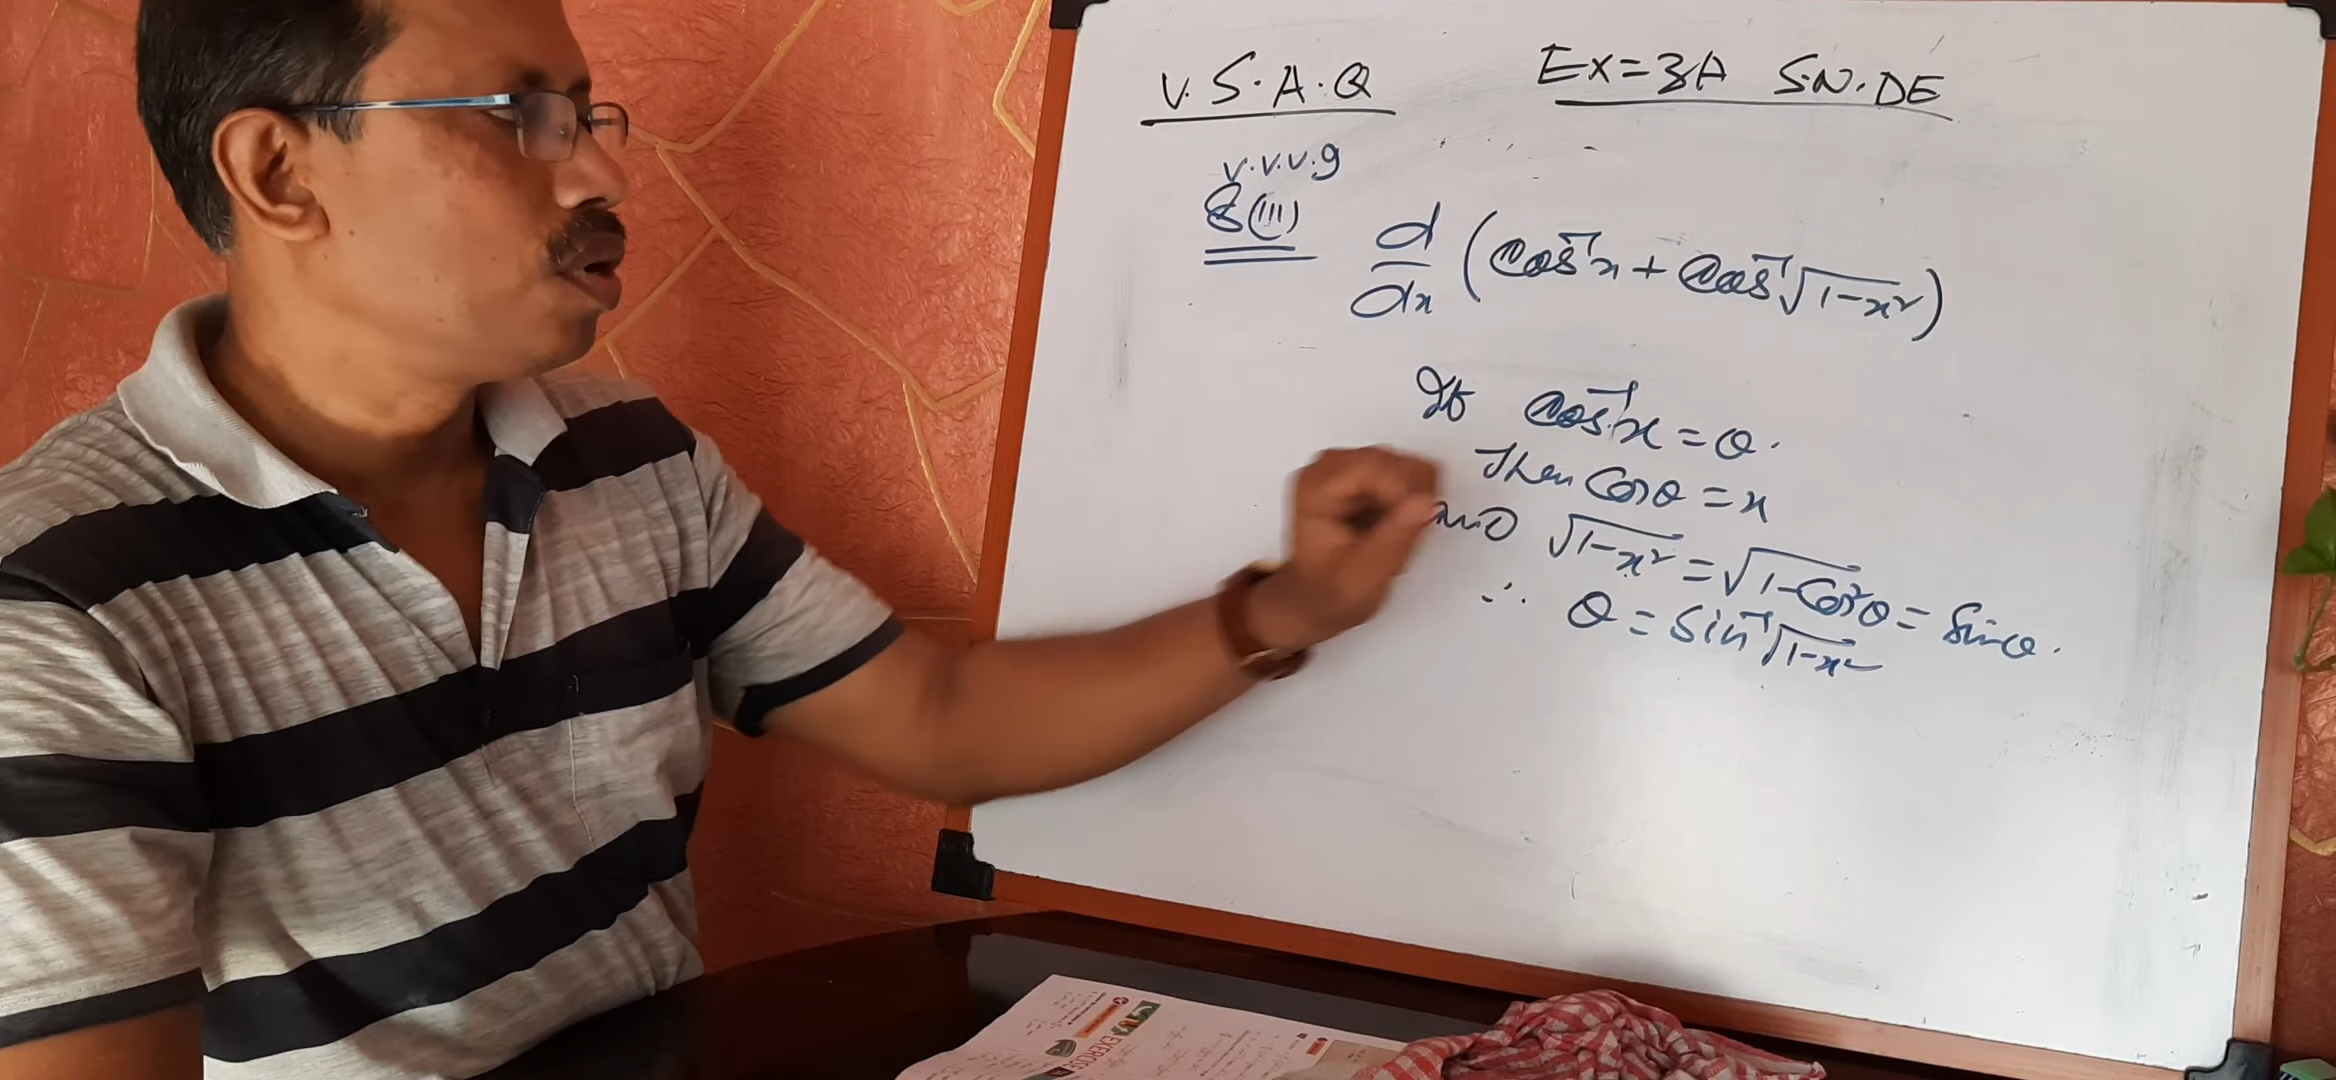 V.S.A.Q Ex=3A S.N.DE
v.v.v.g
8(iii) d/dx (cos⁻¹x + cos⁻¹√1-x²)
If cos⁻¹x = θ.
Then cosθ = x
and √1-x² = √1-cos²θ = sinθ.
∴ θ = sin⁻¹√1-x²
EXERCISE